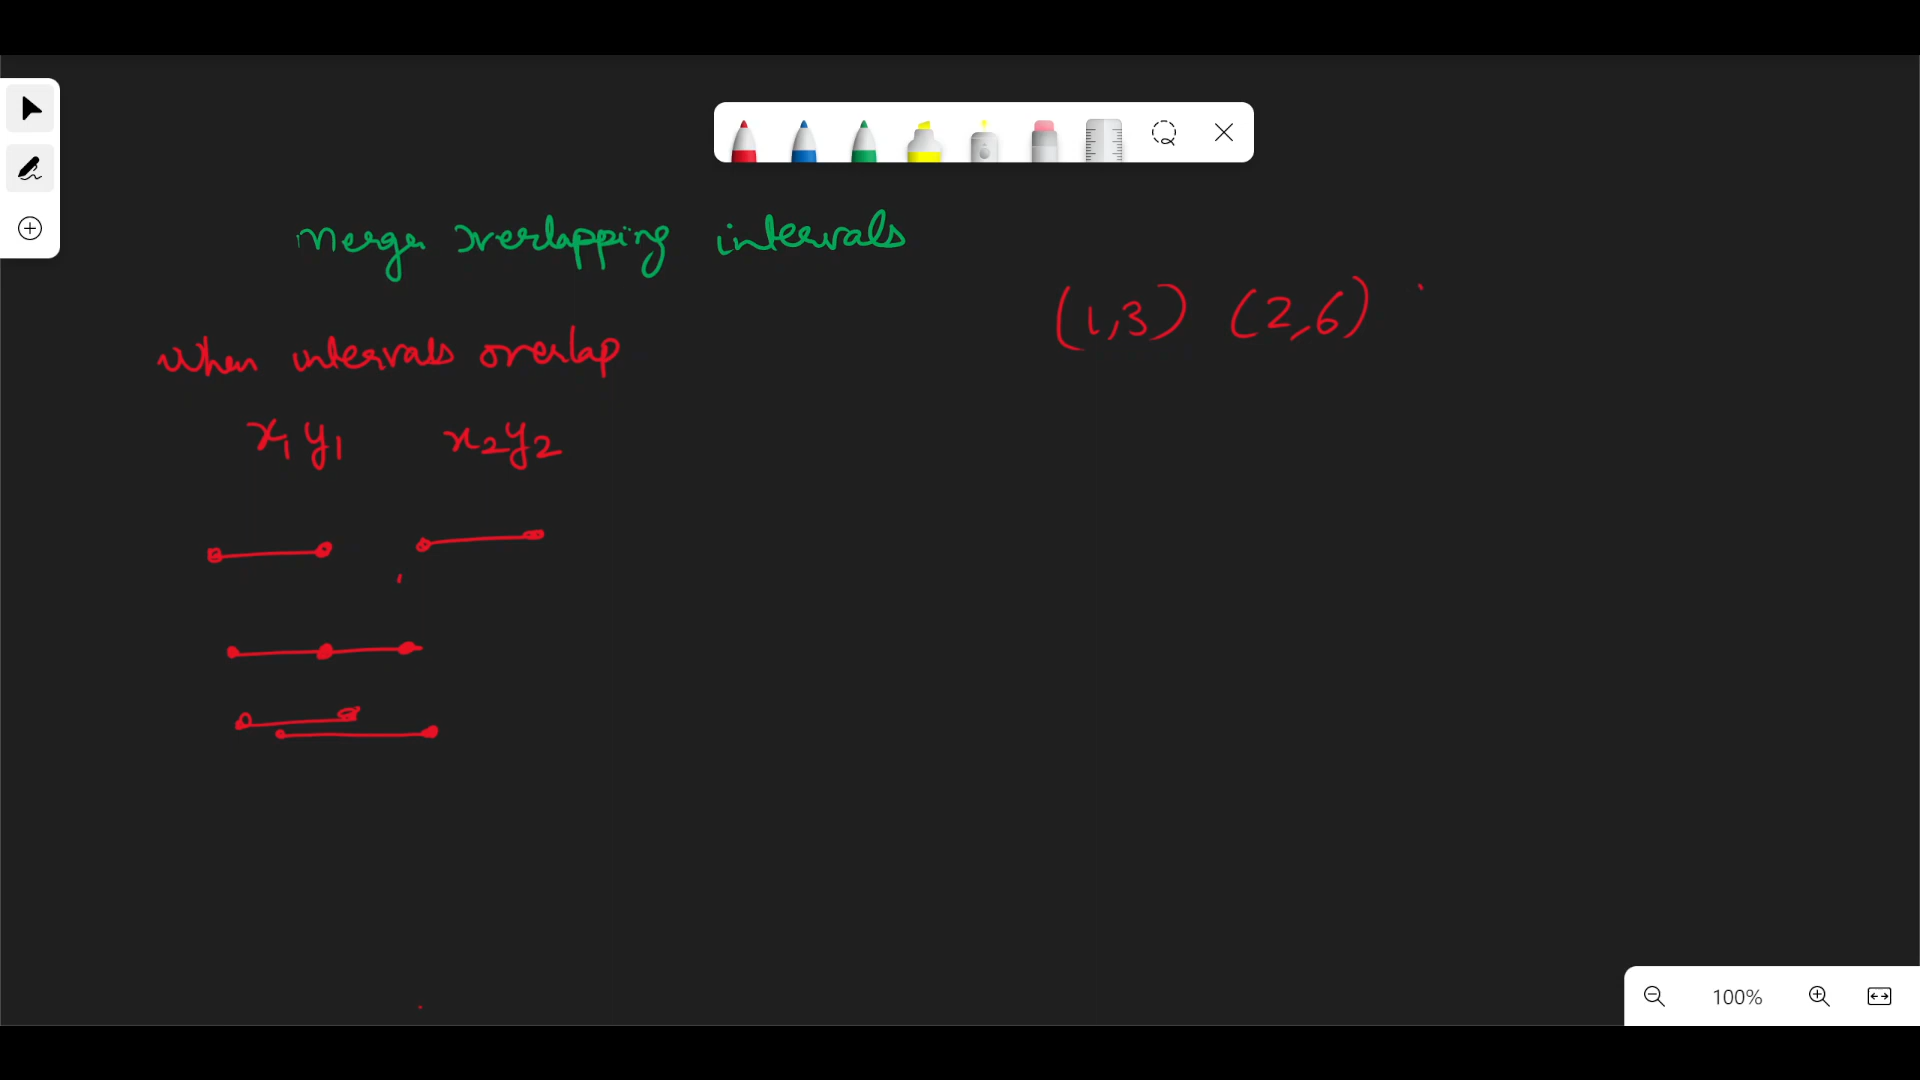 Merge overlapping intervals
(1,3) (2,6)
When intervals overlap
x1 y1 x2 y2
100%